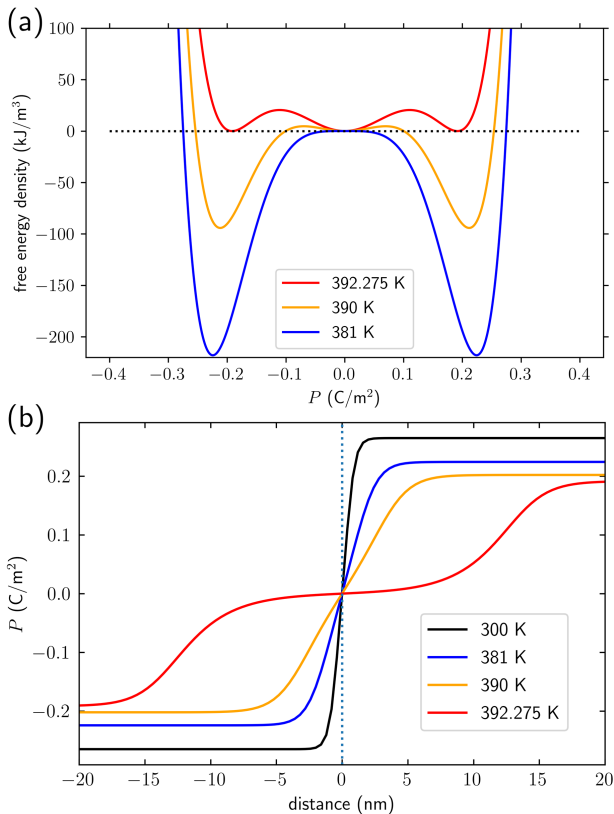 (a)
100
50
0
−50
−100
−150
−200
free energy density (kJ/m³)
392.275 K
390 K
381 K
−0.4 −0.3 −0.2 −0.1 0.0 0.1 0.2 0.3 0.4
P (C/m²)
(b)
0.2
0.1
0.0
−0.1
−0.2
P (C/m²)
300 K
381 K
390 K
392.275 K
−20 −15 −10 −5 0 5 10 15 20
distance (nm)